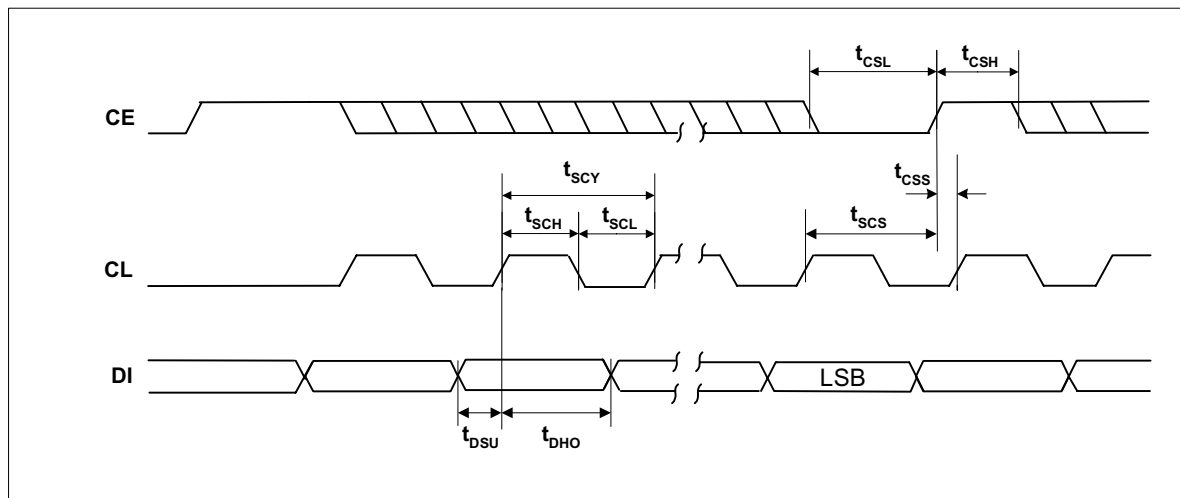 tCSL
tCSH
CE
tCSS
tSCY
tSCH
tSCL
tSCS
CL
DI
LSB
tDSU
tDHO